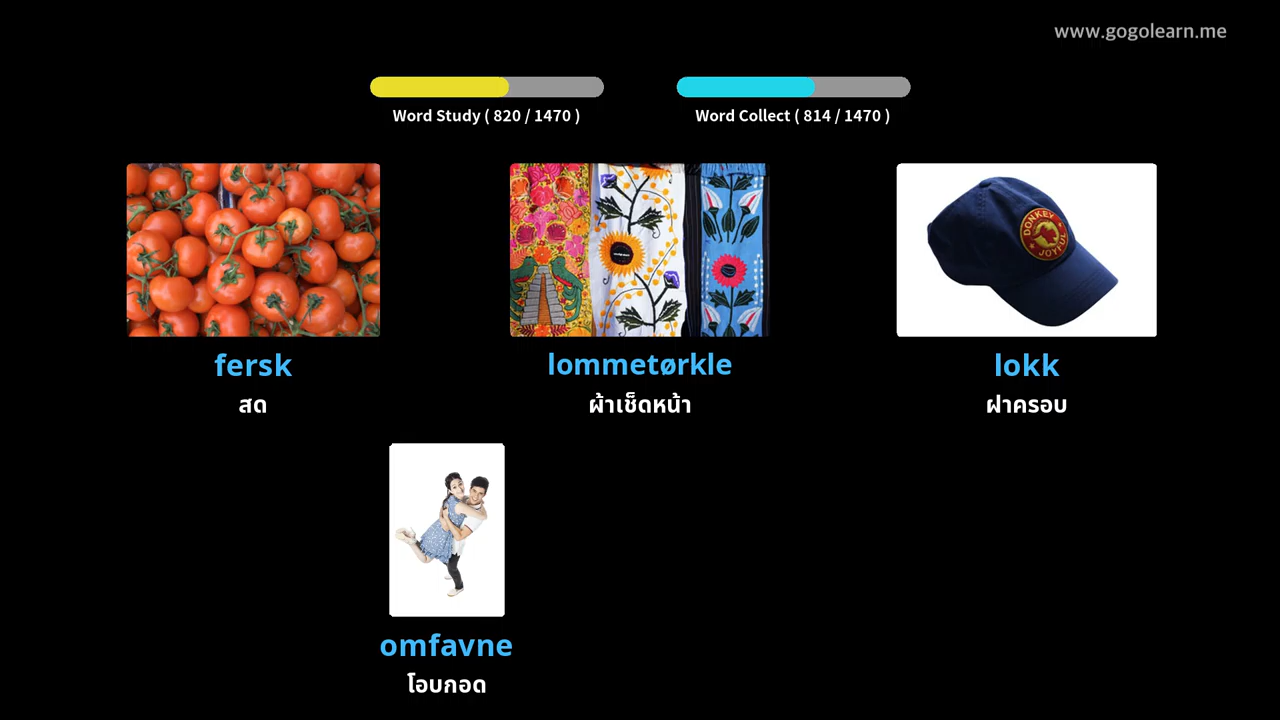 www.gogolearn.me
Word Study ( 820 / 1470 )
Word Collect ( 814 / 1470 )
DONKEY
JOYFUL
fersk
lommetørkle
lokk
สด
ผ้าเช็ดหน้า
ฝาครอบ
omfavne
โอบกอด